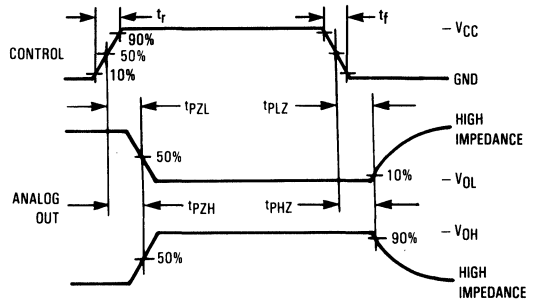 tr
tf
CONTROL
90%
50%
10%
– VCC
GND
tPZL
tPLZ
HIGH
IMPEDANCE
50%
10%
– VOL
ANALOG
OUT
tPZH
tPHZ
– VOH
50%
90%
HIGH
IMPEDANCE